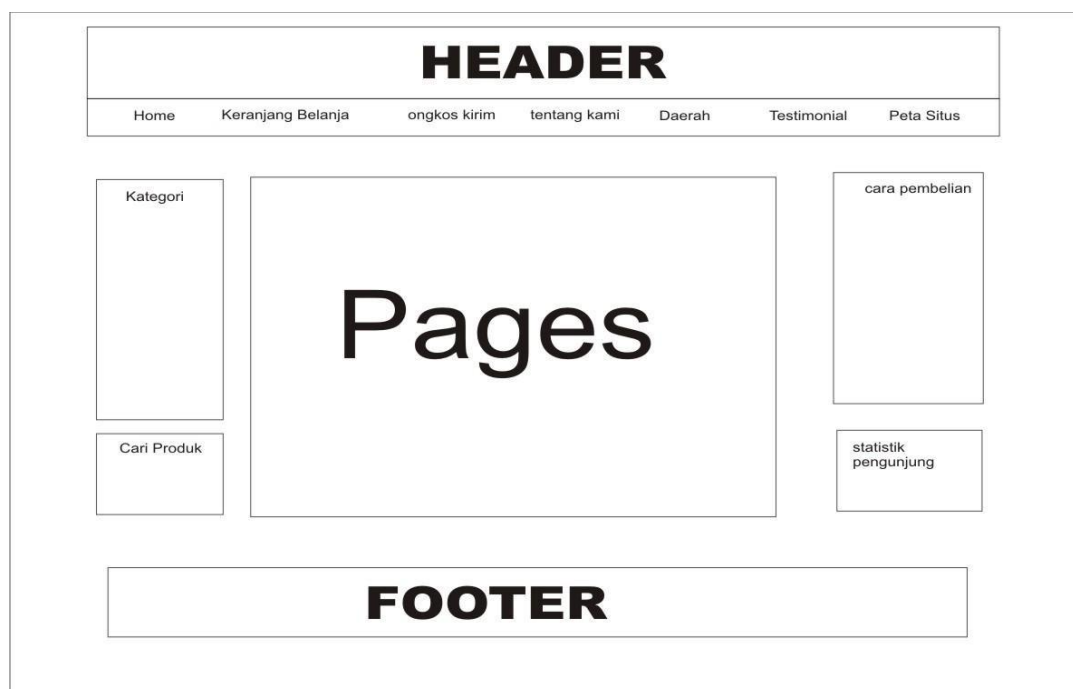 HEADER
Home Keranjang Belanja ongkos kirim tentang kami Daerah Testimonial Peta Situs
Kategori
Cari Produk
Pages
cara pembelian
statistik
pengunjung
FOOTER